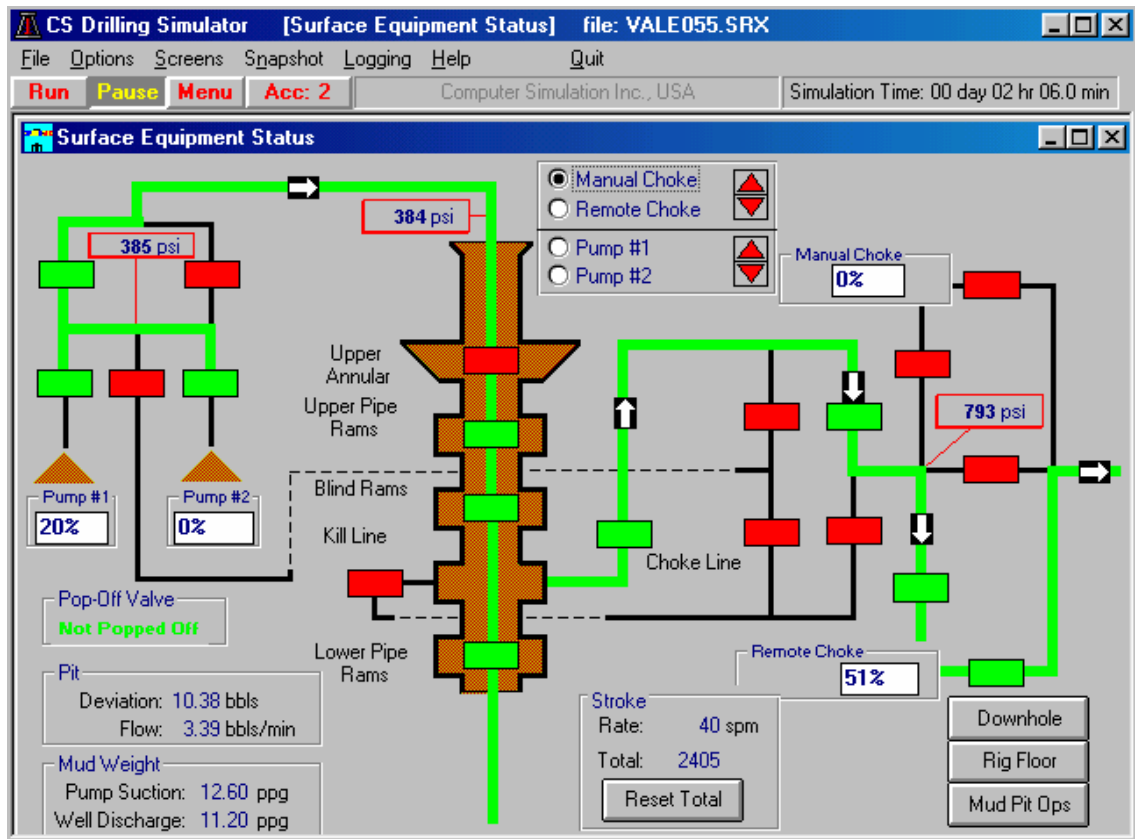 CS Drilling Simulator [Surface Equipment Status] file: VALE055.SRX
File Options Screens Snapshot Logging Help Quit
Run Pause Menu Acc: 2 Computer Simulation Inc., USA Simulation Time: 00 day 02 hr 06.0 min
Surface Equipment Status
Manual Choke
Remote Choke
Pump #1
Pump #2
384 psi
385 psi
Manual Choke
0%
Upper
Annular
Upper Pipe
Rams
793 psi
Blind Rams
Kill Line
Choke Line
Pump #1
20%
Pump #2
0%
Pop-Off Valve
Not Popped Off
Lower Pipe
Rams
Remote Choke
51%
Pit
Deviation: 10.38 bbls
Flow: 3.39 bbls/min
Stroke
Rate: 40 spm
Total: 2405
Reset Total
Downhole
Rig Floor
Mud Pit Ops
Mud Weight
Pump Suction: 12.60 ppg
Well Discharge: 11.20 ppg